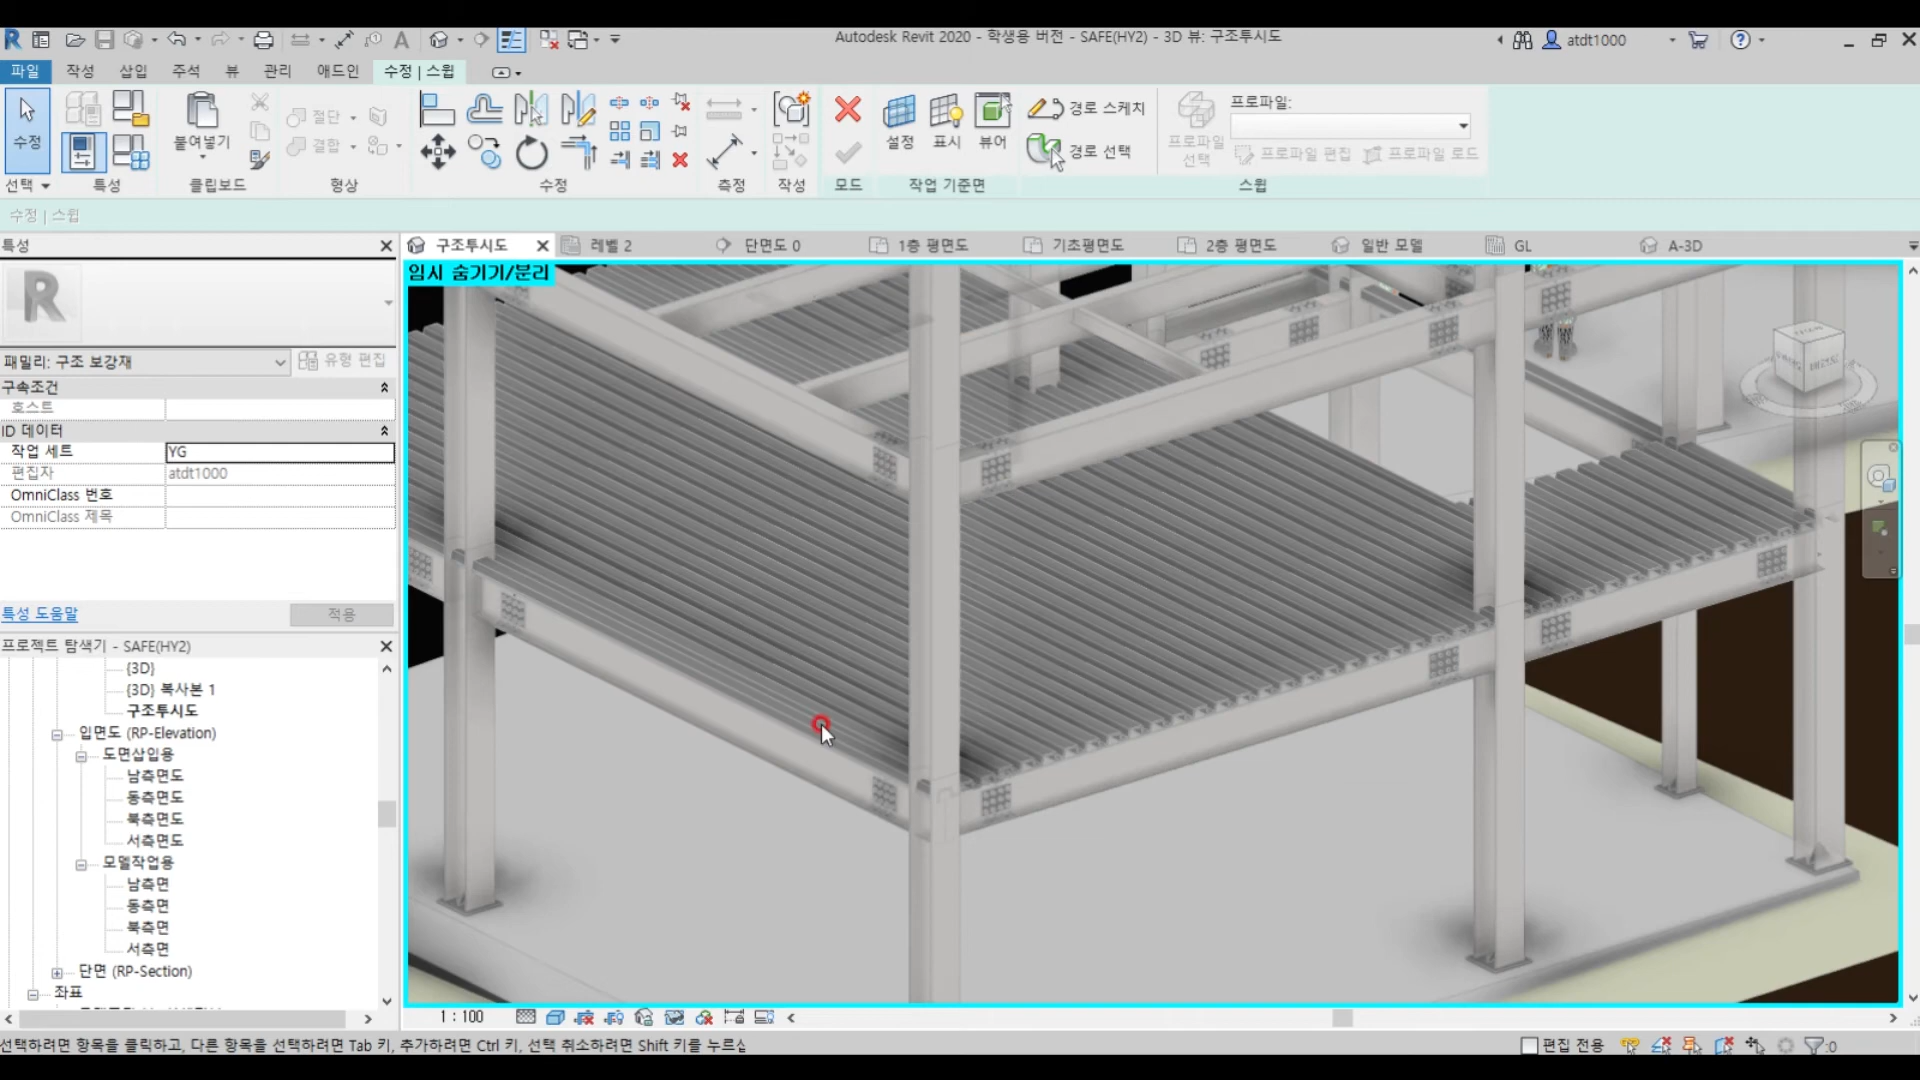 Autodesk Revit 2020 - 학생용 버전 - SAFE(HY2) - 3D 뷰: 구조투시도
atdt1000
파일 작성 삽입 주석 뷰 관리 애드인 수정 | 스윕
수정
붙여넣기
절단
결합
설정 표시 뷰어
경로 스케치
경로 선택
프로파일 선택
프로파일:
프로파일 편집 프로파일 로드
선택 특성 클립보드 형상 수정 측정 작성 모드 작업 기준면 스윕
수정 | 스윕
특성
구조투시도 레벨 2 단면도 0 1층 평면도 기초평면도 2층 평면도 일반 모델 GL A-3D
임시 숨기기/분리
패밀리: 구조 보강재 유형 편집
구속조건
호스트
ID 데이터
작업 세트 YG
편집자 atdt1000
OmniClass 번호
OmniClass 제목
특성 도움말 적용
프로젝트 탐색기 - SAFE(HY2)
{3D}
{3D} 복사본 1
구조투시도
입면도 (RP-Elevation)
도면삽입용
남측면도
동측면도
북측면도
서측면도
모델작업용
남측면
동측면
북측면
서측면
단면 (RP-Section)
좌표
1 : 100
선택하려면 항목을 클릭하고, 다른 항목을 선택하려면 Tab 키, 추가하려면 Ctrl 키, 선택 취소하려면 Shift 키를 누르십
편집 전용 :0